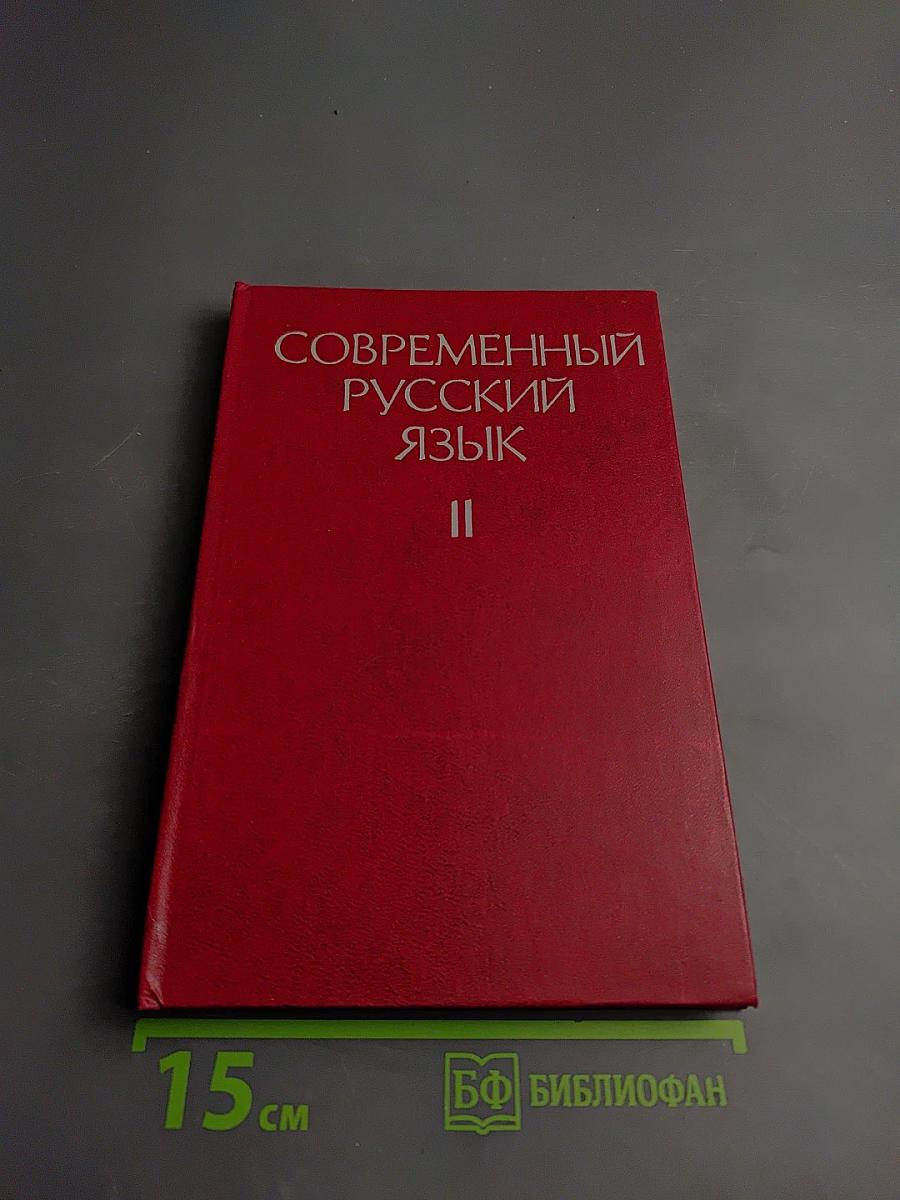 СОВРЕМЕННЫЙ
РУССКИЙ
ЯЗЫК
II
15 см
БФ БИБЛИОФАН